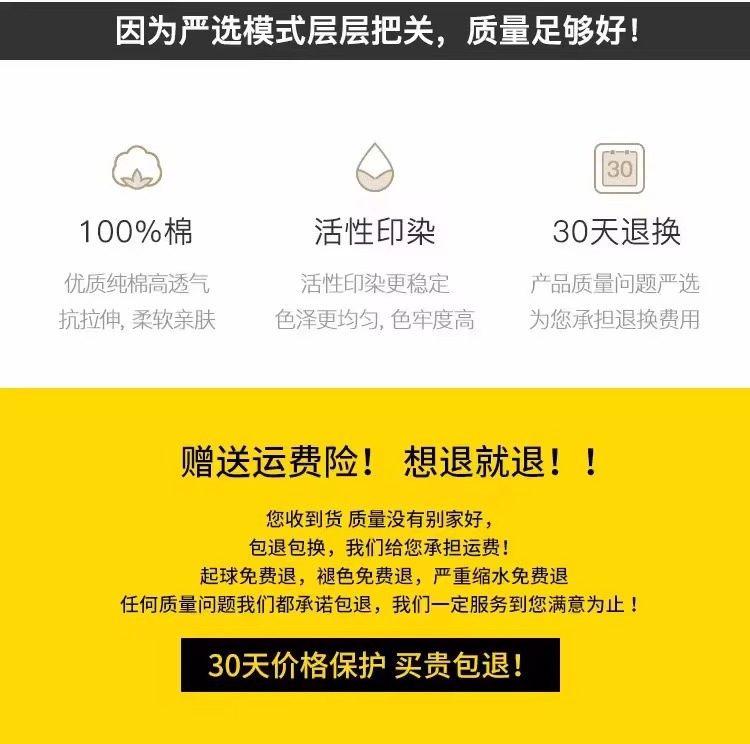 因为严选模式层层把关，质量足够好！
30
100%棉
活性印染
30天退换
优质纯棉高透气
抗拉伸, 柔软亲肤
活性印染更稳定
色泽更均匀, 色牢度高
产品质量问题严选
为您承担退换费用
赠送运费险！ 想退就退！！
您收到货 质量没有别家好，
包退包换，我们给您承担运费！
起球免费退，褪色免费退，严重缩水免费退
任何质量问题我们都承诺包退，我们一定服务到您满意为止！
30天价格保护 买贵包退！